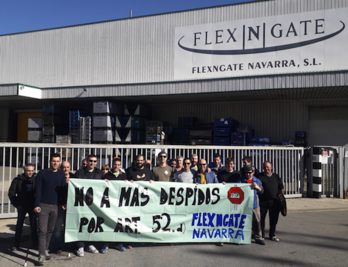 FLEX|N|GATE
FLEXNGATE NAVARRA, S.L.
NO A MAS DESPIDOS
POR ART 52.d
FLEXNGATE
NAVARRA